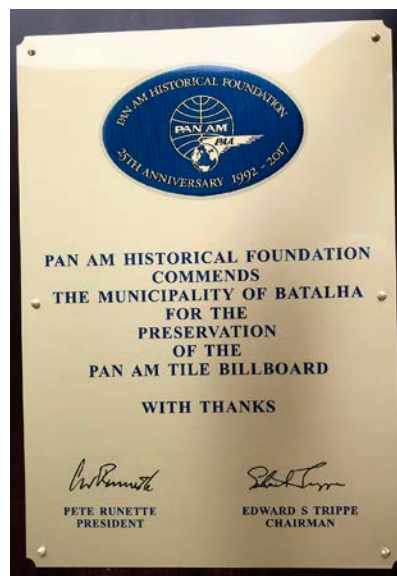 PAN AM HISTORICAL FOUNDATION
PAN AM
PAA
25TH ANNIVERSARY 1992 - 2017
PAN AM HISTORICAL FOUNDATION
COMMENDS
THE MUNICIPALITY OF BATALHA
FOR THE
PRESERVATION
OF THE
PAN AM TILE BILLBOARD
WITH THANKS
PETE RUNETTE
PRESIDENT
EDWARD S TRIPPE
CHAIRMAN